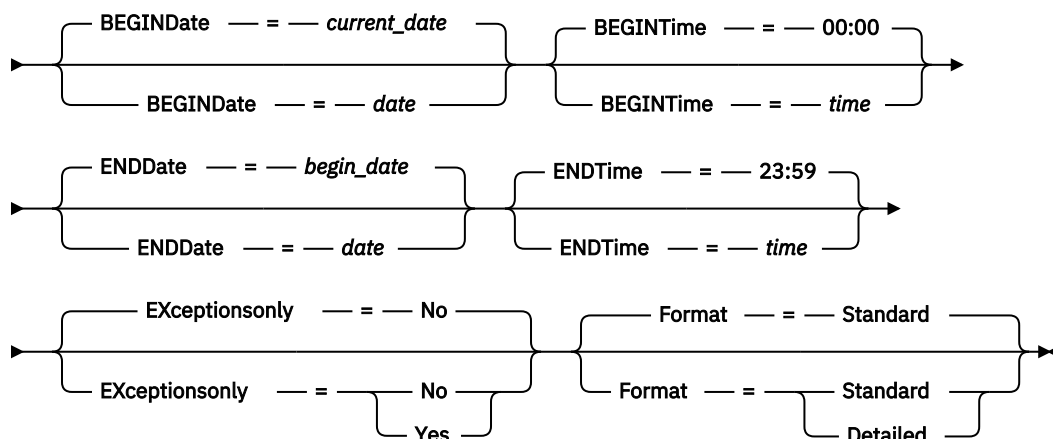 BEGINDate — = — current_date BEGINTime — = — 00:00
BEGINDate — = — date BEGINTime — = — time
ENDDate — = — begin_date ENDTime — = — 23:59
ENDDate — = — date ENDTime — = — time
EXceptionsonly — = — No Format — = — Standard
EXceptionsonly — = — No Format — = — Standard
Yes Detailed